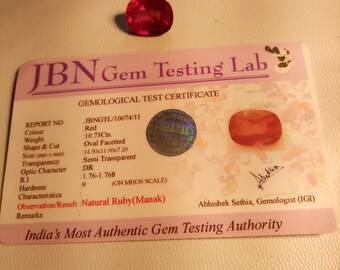 JBN Gem Testing Lab
GEMOLOGICAL TEST CERTIFICATE
REPORT NO : JBNGTL/10074/11
Colour : Red
Weight : 10.73Cts.
Shape & Cut : Oval Facetted
Size (mm x mm) : 14.50x11.00x7.20
Transparency : Semi Transparent
Optic Character : DR
R.I : 1.76-1.768
Hardness : 9 (ON MHOS SCALE)
Characteristics :
Observation/Result : Natural Ruby(Manak)
Remarks :
Abhishek Sethia, Gemologist (IGI)
India's Most Authentic Gem Testing Authority